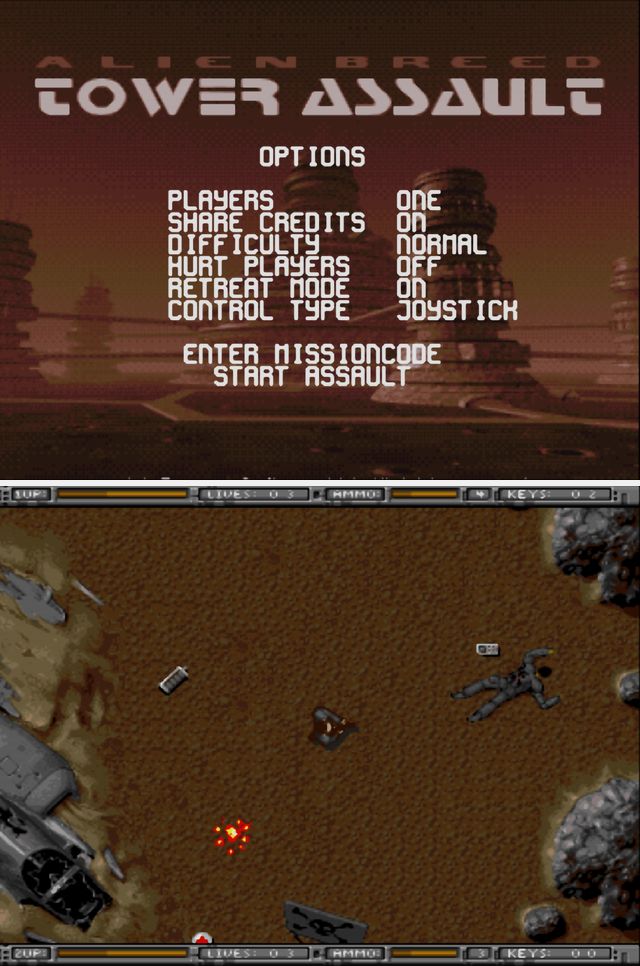 ALIEN BREED
TOWER ASSAULT
OPTIONS
PLAYERS ONE
SHARE CREDITS ON
DIFFICULTY NORMAL
HURT PLAYERS OFF
RETREAT MODE ON
CONTROL TYPE JOYSTICK
ENTER MISSIONCODE
START ASSAULT
1UP: LIVES: 03 AMMO: 4 KEYS: 02
2UP: LIVES: 03 AMMO: 3 KEYS: 00